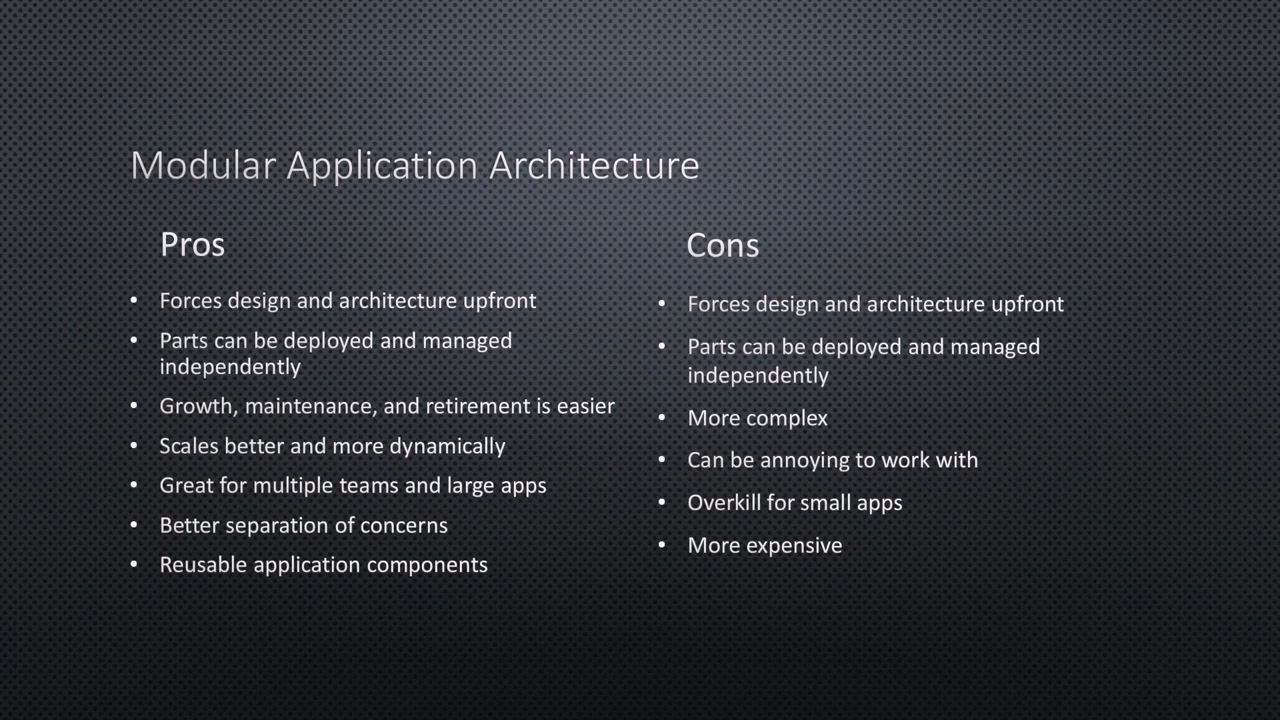 Modular Application Architecture
Pros
• Forces design and architecture upfront
• Parts can be deployed and managed
independently
• Growth, maintenance, and retirement is easier
• Scales better and more dynamically
• Great for multiple teams and large apps
• Better separation of concerns
• Reusable application components
Cons
• Forces design and architecture upfront
• Parts can be deployed and managed
independently
• More complex
• Can be annoying to work with
• Overkill for small apps
• More expensive